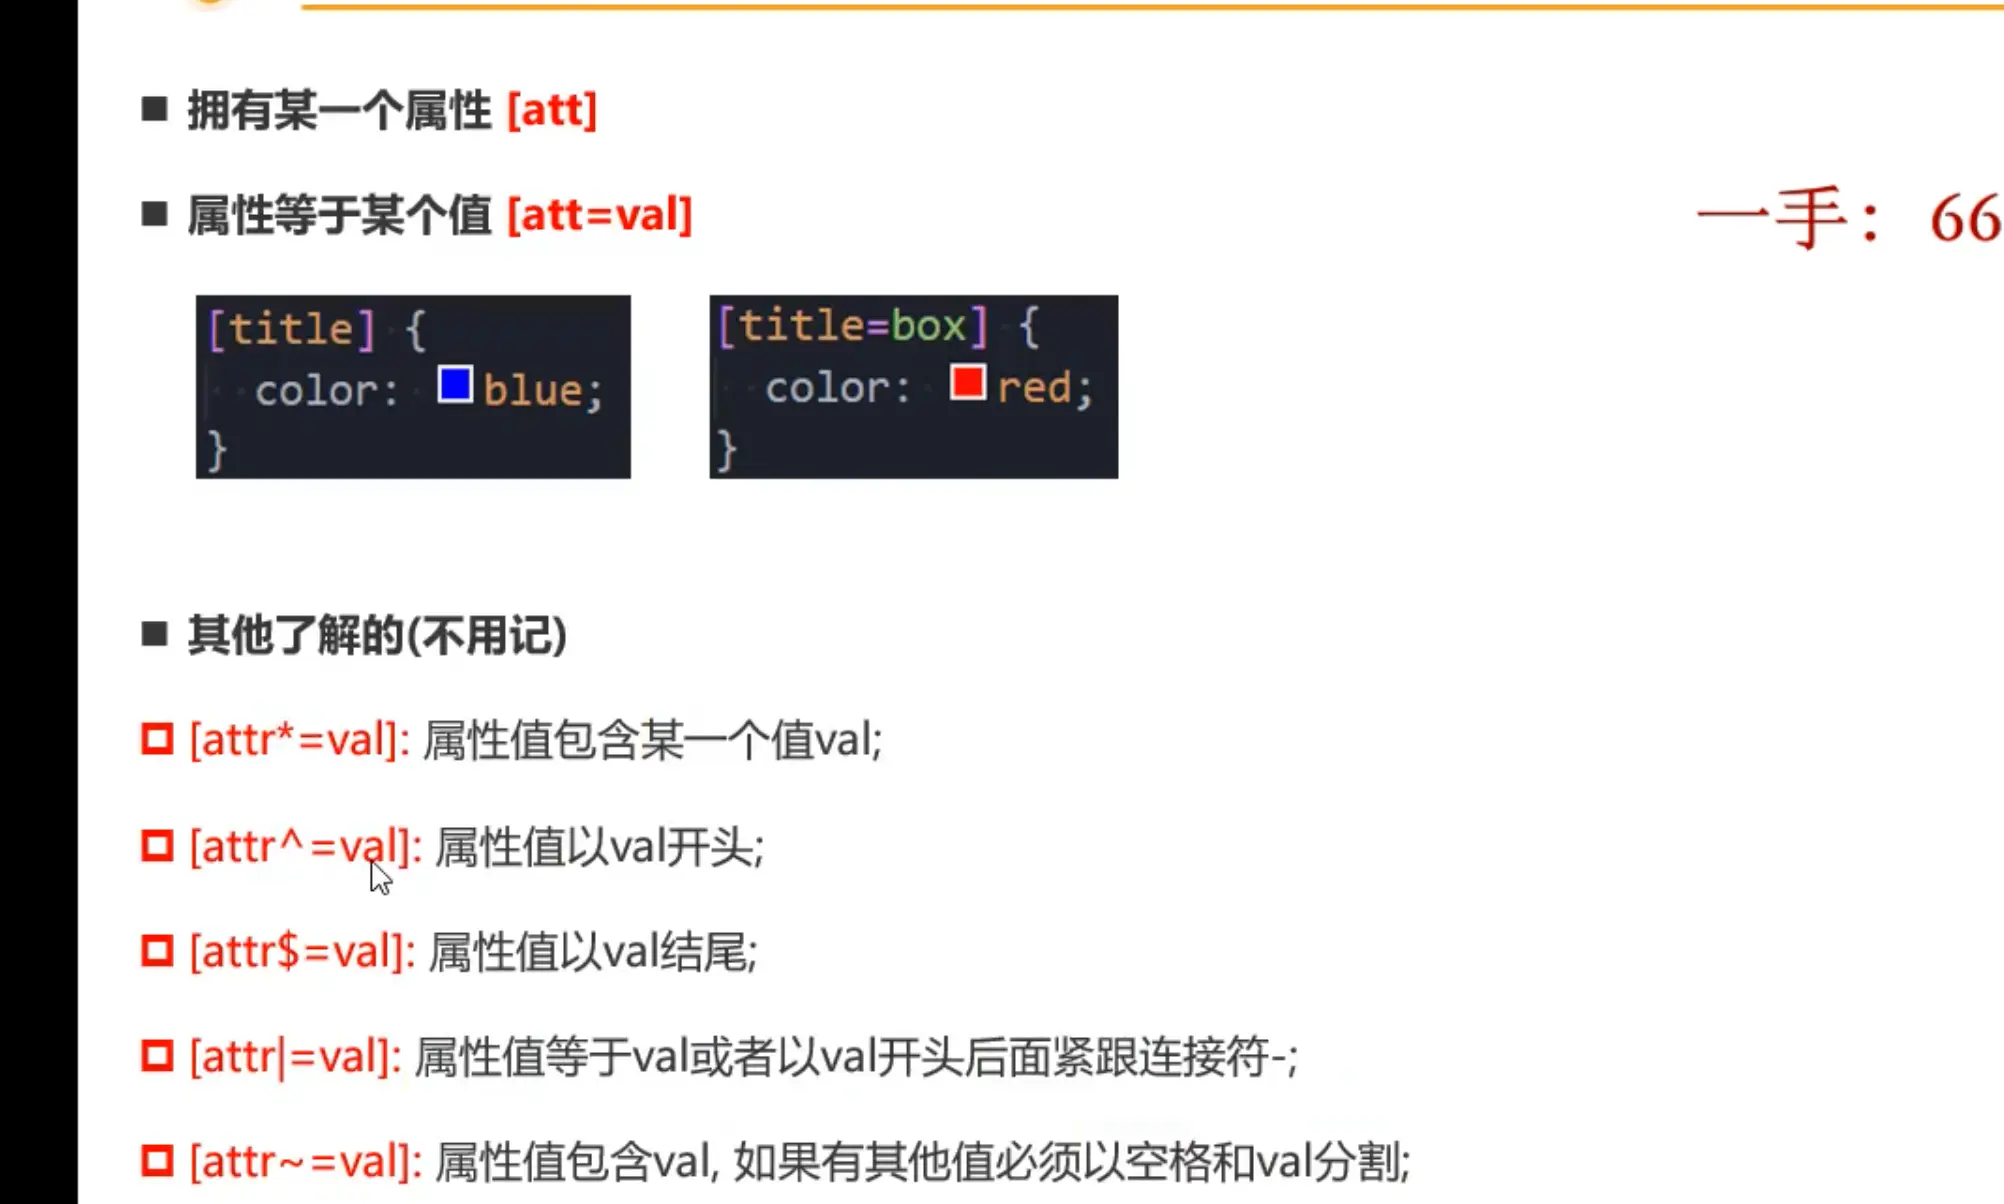 拥有某一个属性 [att]
属性等于某个值 [att=val]
一手：66
[title] {
color: blue;
}
[title=box] {
color: red;
}
其他了解的(不用记)
[attr*=val]: 属性值包含某一个值val;
[attr^=val]: 属性值以val开头;
[attr$=val]: 属性值以val结尾;
[attr|=val]: 属性值等于val或者以val开头后面紧跟连接符-;
[attr~=val]: 属性值包含val, 如果有其他值必须以空格和val分割;